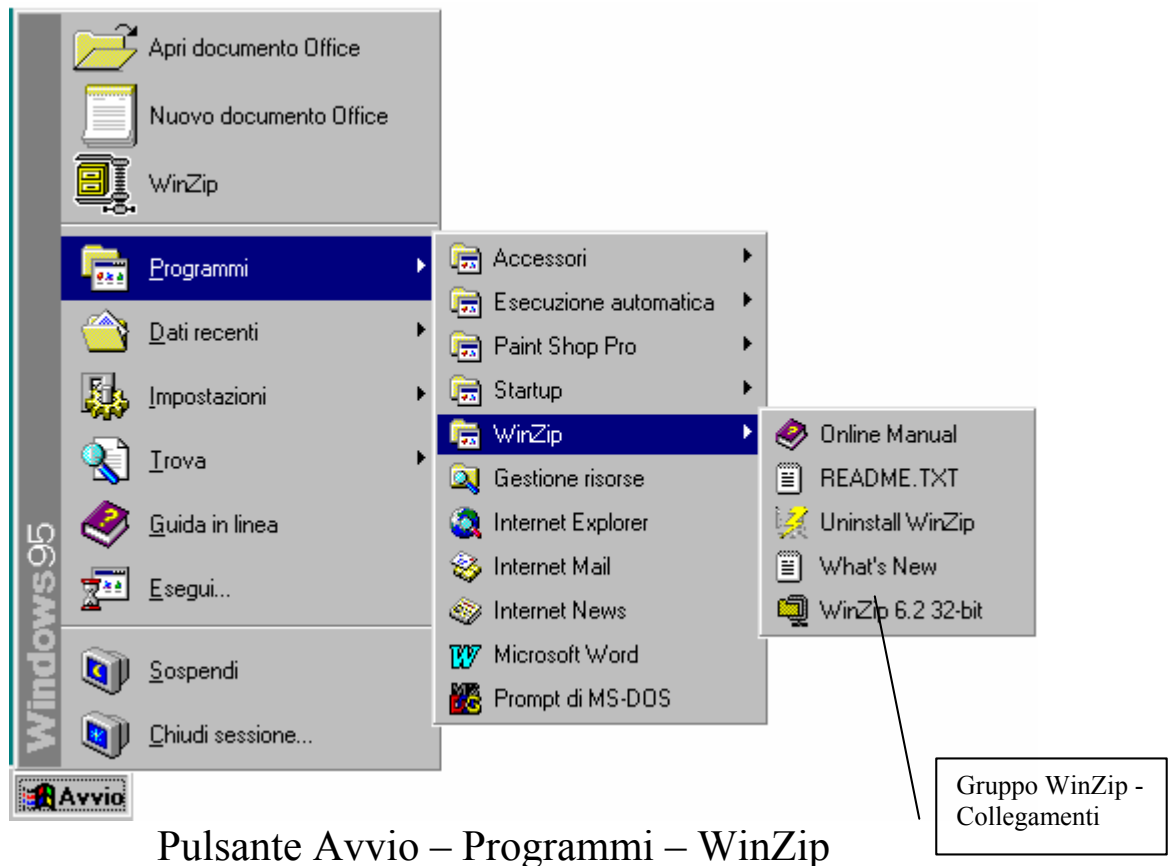 Apri documento Office
Nuovo documento Office
WinZip
Programmi
Dati recenti
Impostazioni
Trova
Guida in linea
Esegui...
Sospendi
Chiudi sessione...
Windows95
Avvio
Accessori
Esecuzione automatica
Paint Shop Pro
Startup
WinZip
Gestione risorse
Internet Explorer
Internet Mail
Internet News
Microsoft Word
Prompt di MS-DOS
Online Manual
README.TXT
Uninstall WinZip
What's New
WinZip 6.2 32-bit
Gruppo WinZip -
Collegamenti
Pulsante Avvio – Programmi – WinZip